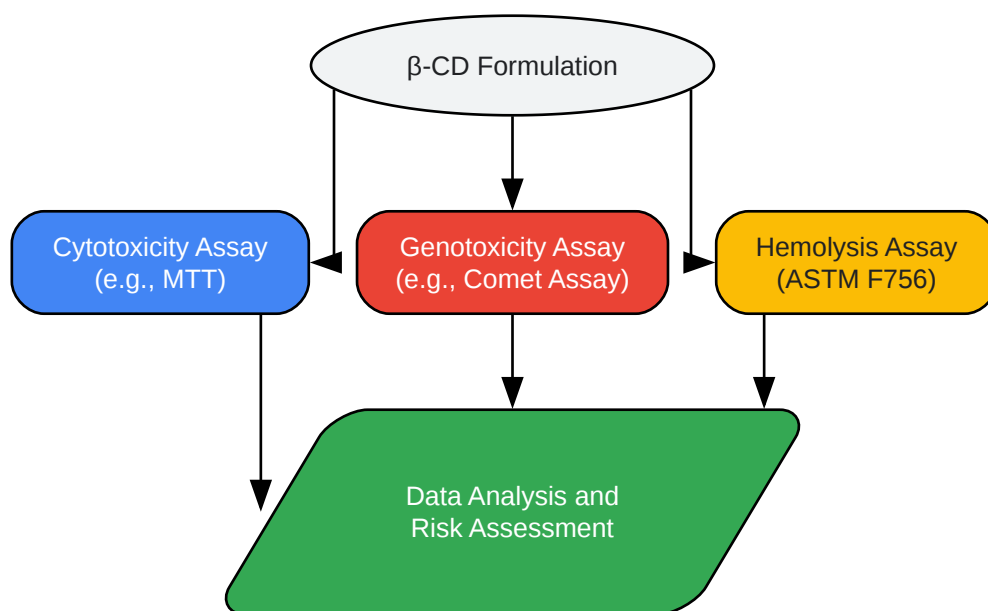 β-CD Formulation
Cytotoxicity Assay
(e.g., MTT)
Genotoxicity Assay
(e.g., Comet Assay)
Hemolysis Assay
(ASTM F756)
Data Analysis and
Risk Assessment